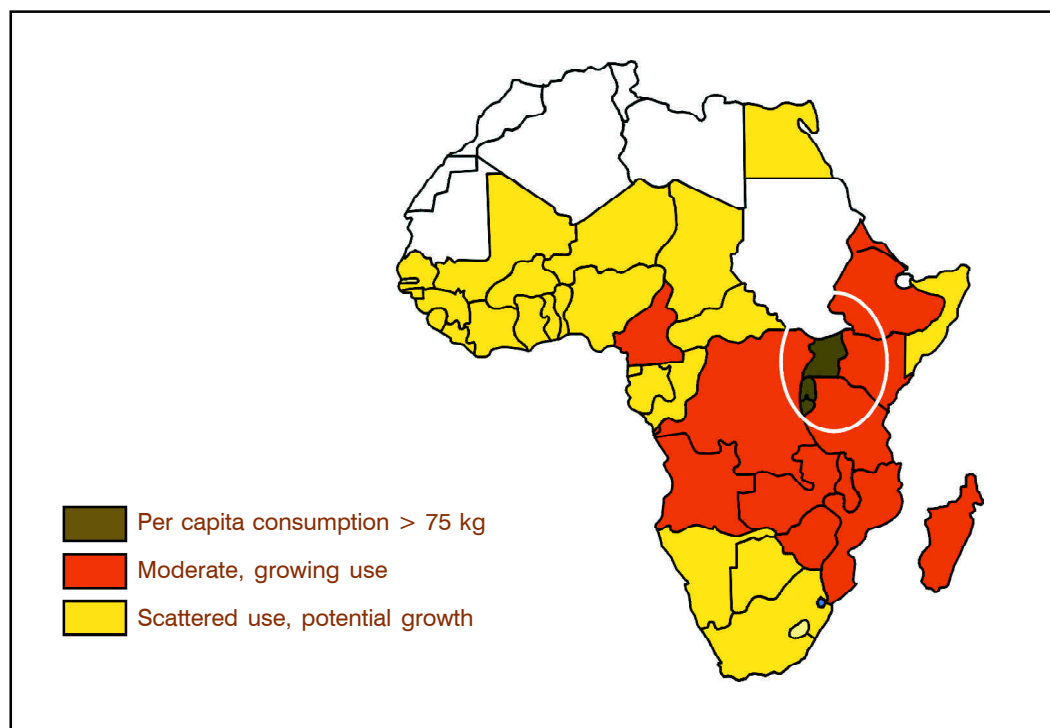 Per capita consumption > 75 kg
Moderate, growing use
Scattered use, potential growth